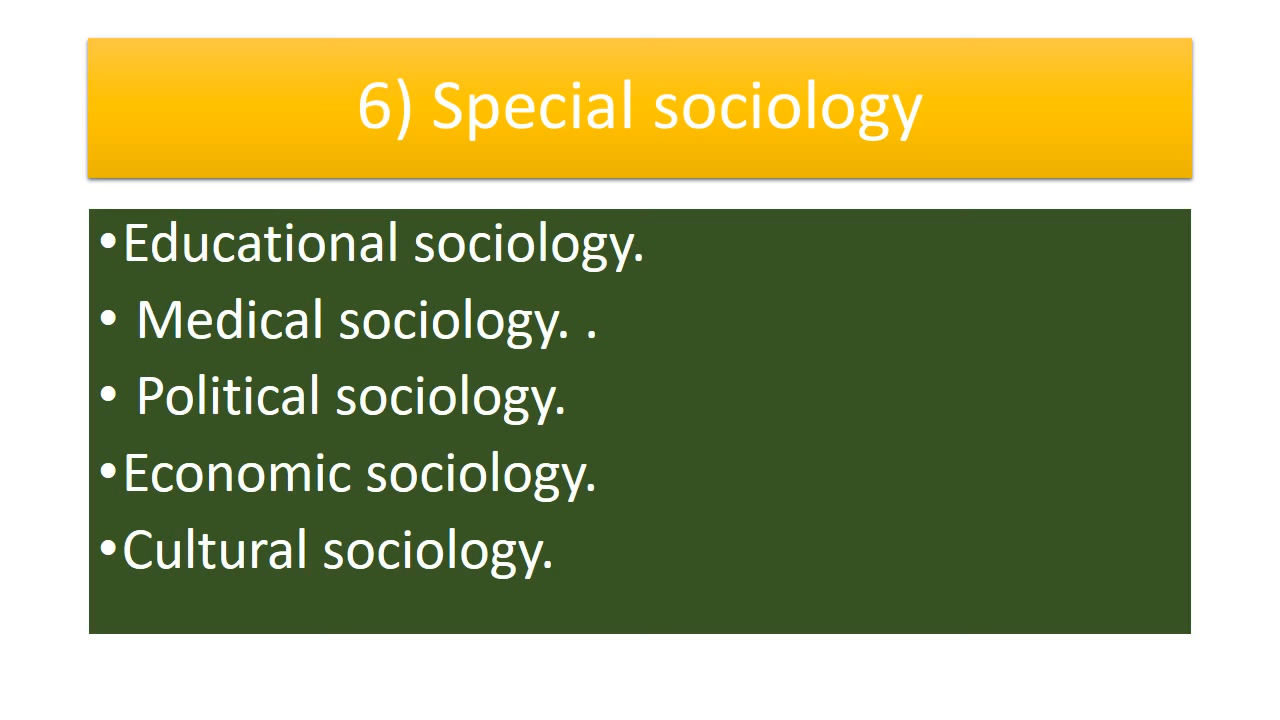 6) Special sociology
•Educational sociology.
• Medical sociology. .
• Political sociology.
•Economic sociology.
•Cultural sociology.